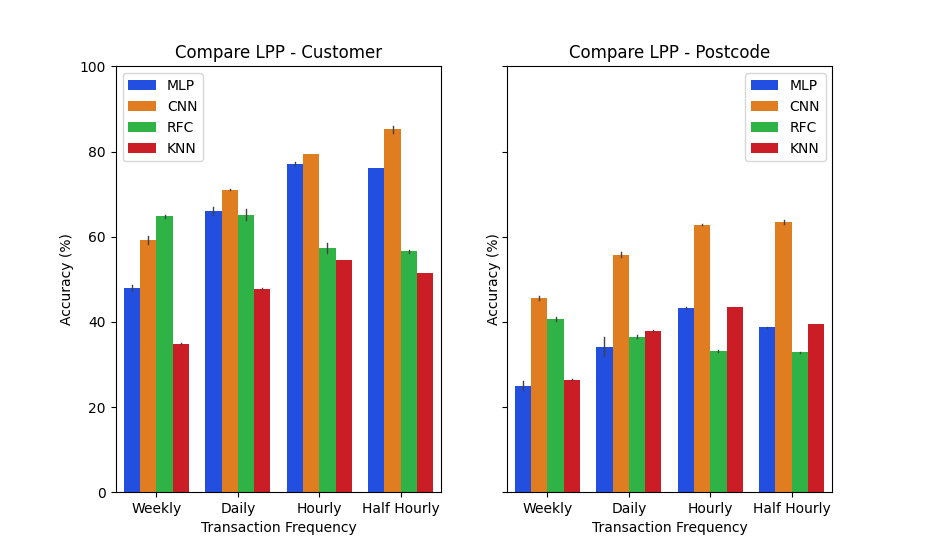 Compare LPP - Customer
Compare LPP - Postcode
100
80
60
40
20
0
Accuracy (%)
MLP
CNN
RFC
KNN
Weekly
Daily
Hourly
Half Hourly
Transaction Frequency
Accuracy (%)
MLP
CNN
RFC
KNN
Weekly
Daily
Hourly
Half Hourly
Transaction Frequency